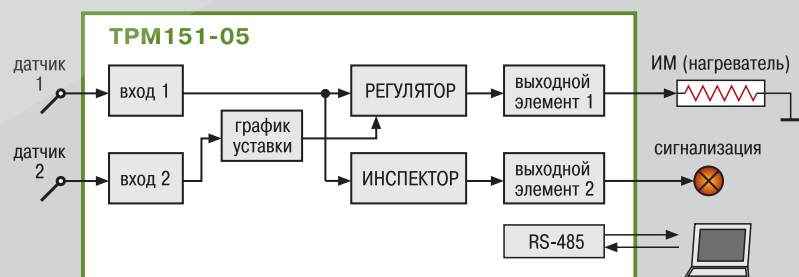 ТРМ151-05
датчик
1
вход 1
РЕГУЛЯТОР
выходной
элемент 1
ИМ (нагреватель)
график
уставки
датчик
2
вход 2
ИНСПЕКТОР
выходной
элемент 2
сигнализация
RS-485